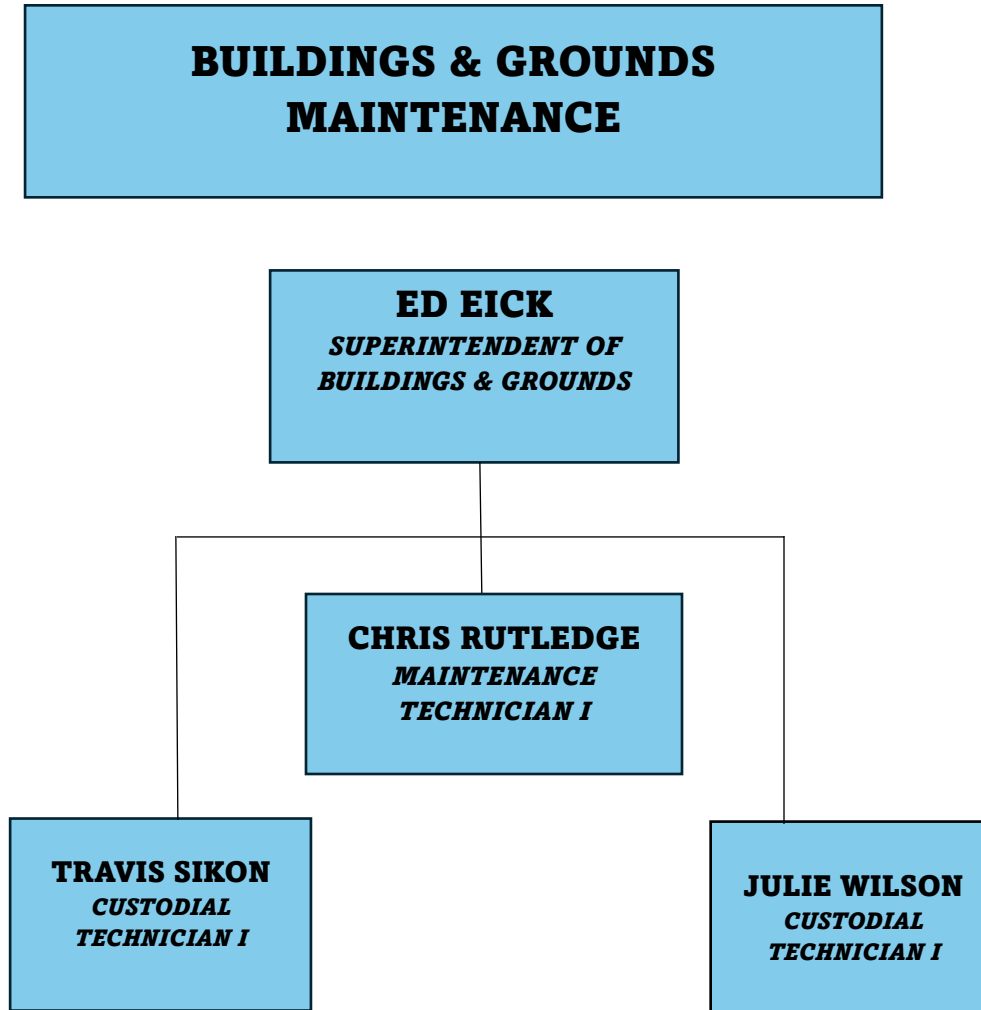 BUILDINGS & GROUNDS
MAINTENANCE
ED EICK
SUPERINTENDENT OF
BUILDINGS & GROUNDS
CHRIS RUTLEDGE
MAINTENANCE
TECHNICIAN I
TRAVIS SIKON
CUSTODIAL
TECHNICIAN I
JULIE WILSON
CUSTODIAL
TECHNICIAN I